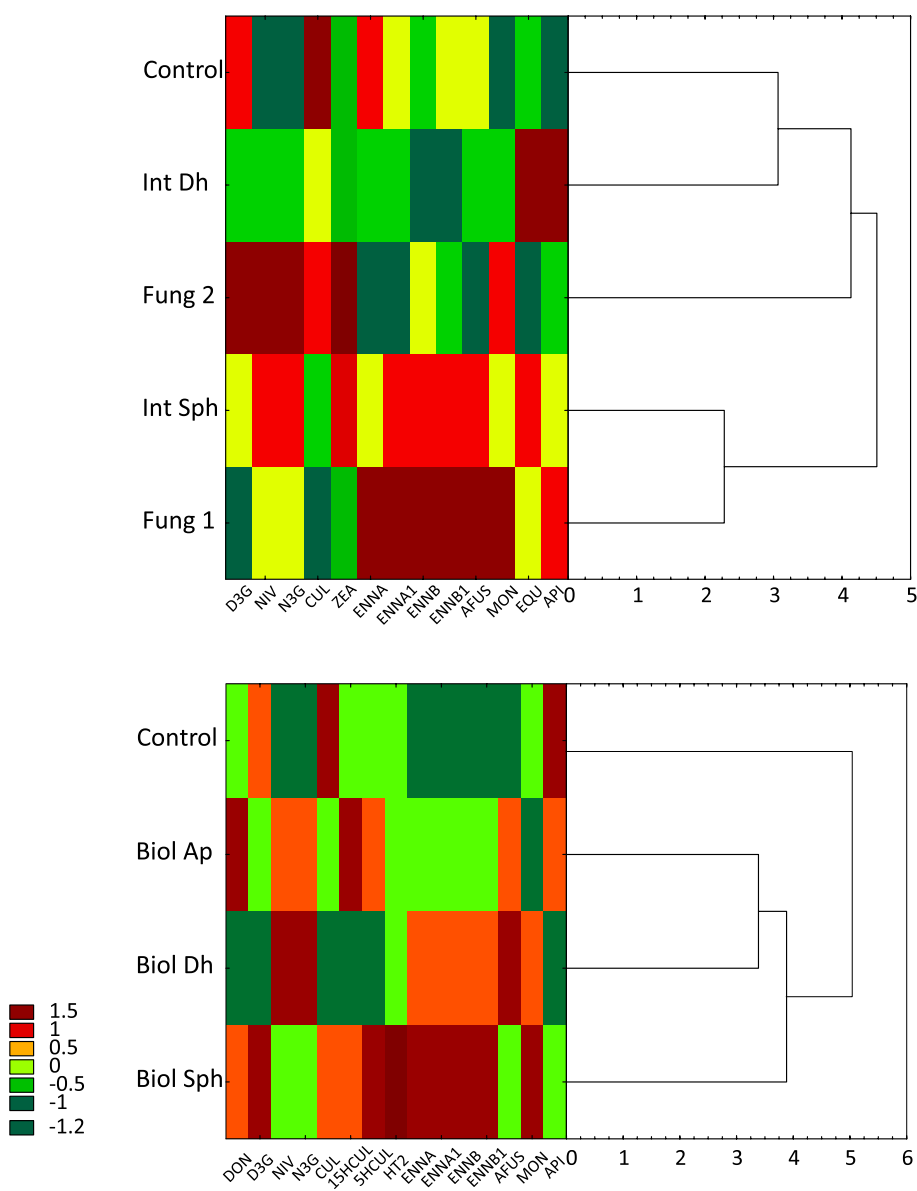 Control
Int Dh
Fung 2
Int Sph
Fung 1
D3G NIV N3G CUL ZEA ENNA ENNA1 ENNB ENNB1 AFUS MON EQU API
0 1 2 3 4 5
Control
Biol Ap
Biol Dh
Biol Sph
1.5
1
0.5
0
-0.5
-1
-1.2
DON D3G NIV N3G CUL 15HCUL 5HCUL HT2 ENNA ENNA1 ENNB ENNB1 AFUS MON API
0 1 2 3 4 5 6